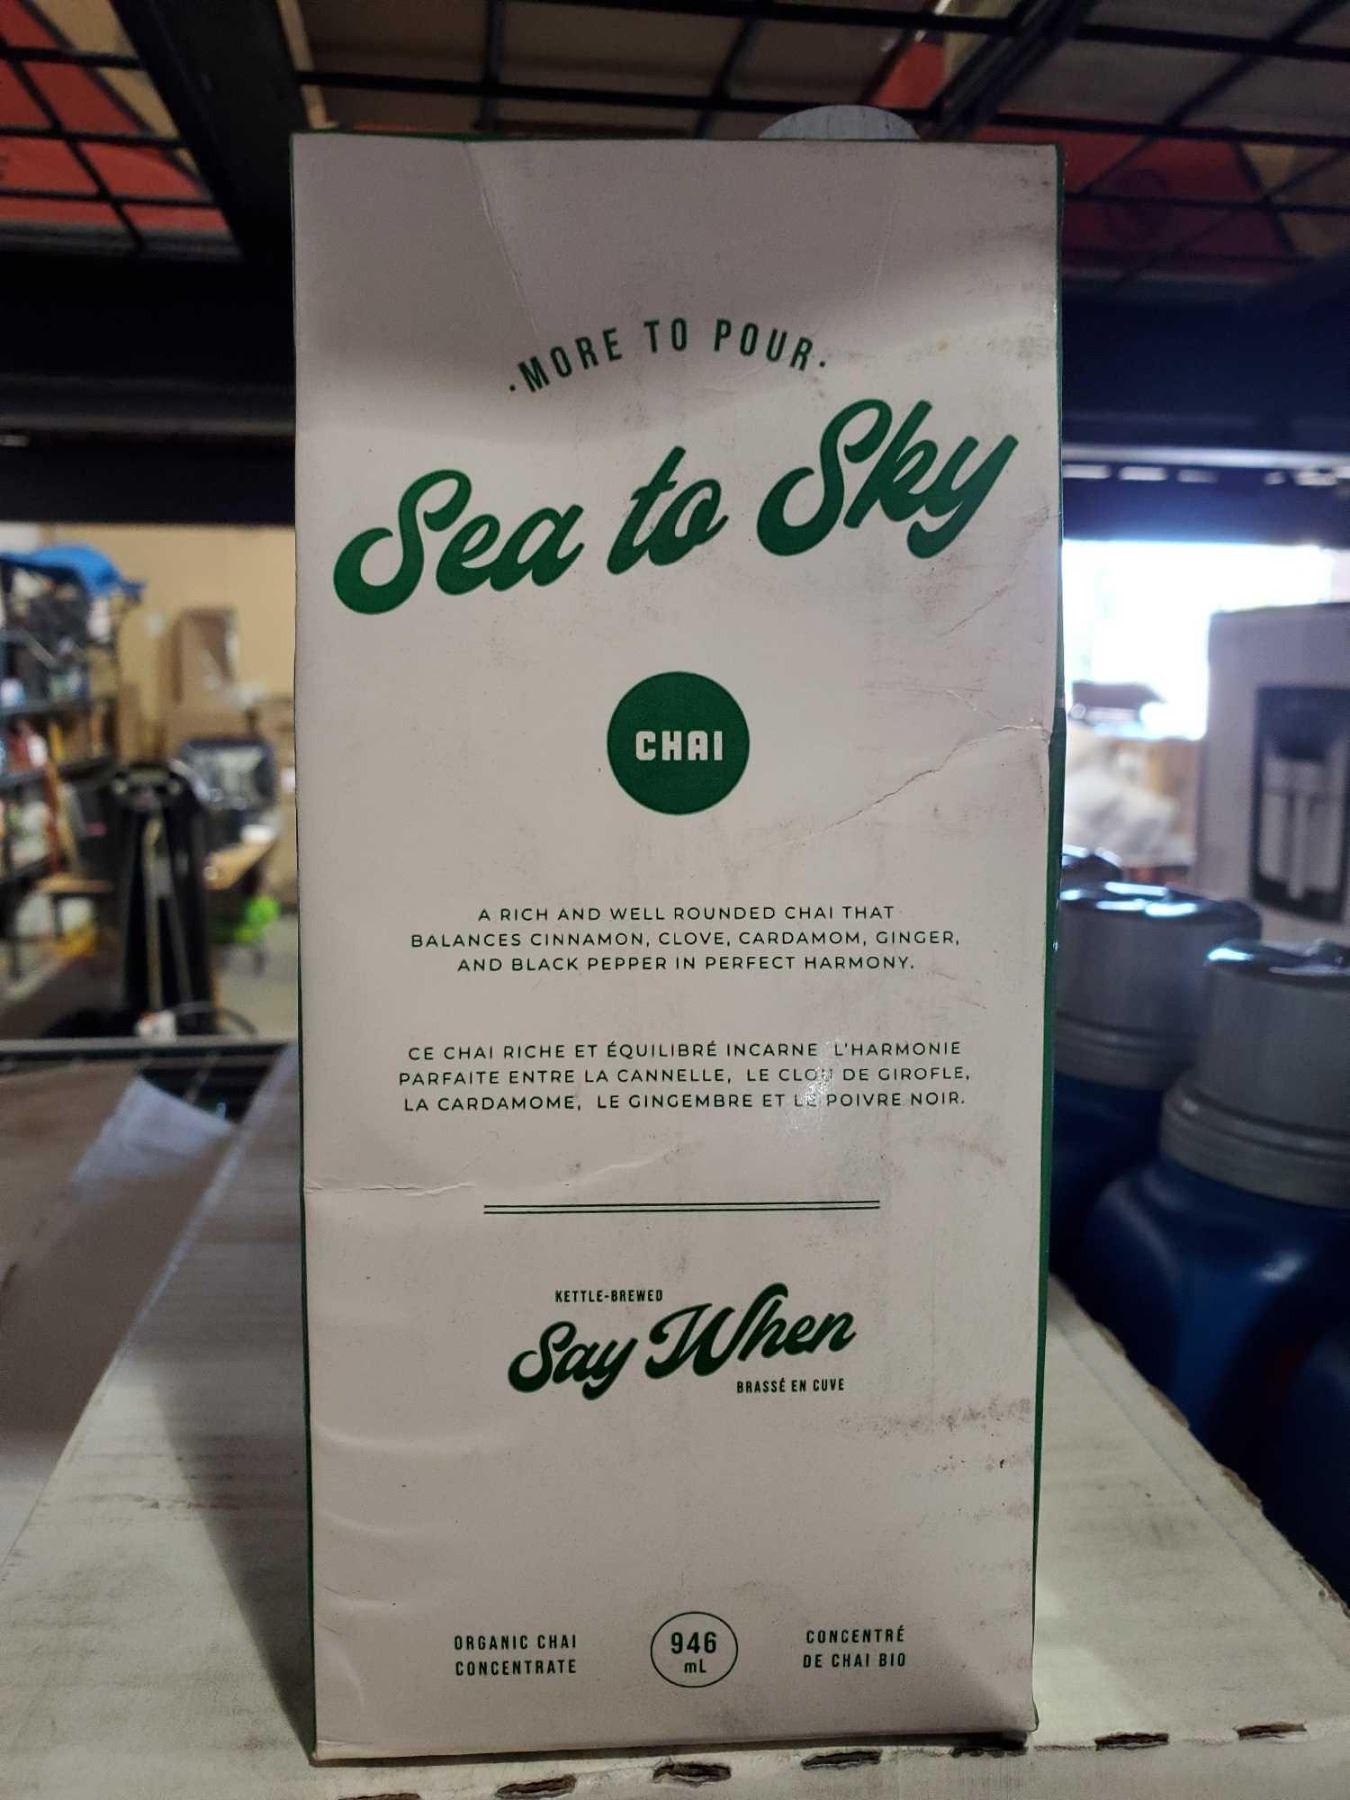 ·MORE TO POUR·
Sea to Sky
CHAI
A RICH AND WELL ROUNDED CHAI THAT
BALANCES CINNAMON, CLOVE, CARDAMOM, GINGER,
AND BLACK PEPPER IN PERFECT HARMONY.
CE CHAI RICHE ET ÉQUILIBRÉ INCARNE L'HARMONIE
PARFAITE ENTRE LA CANNELLE, LE CLOU DE GIROFLE,
LA CARDAMOME, LE GINGEMBRE ET LE POIVRE NOIR.
KETTLE-BREWED
Say When
BRASSÉ EN CUVE
ORGANIC CHAI
CONCENTRATE
946
mL
CONCENTRÉ
DE CHAI BIO